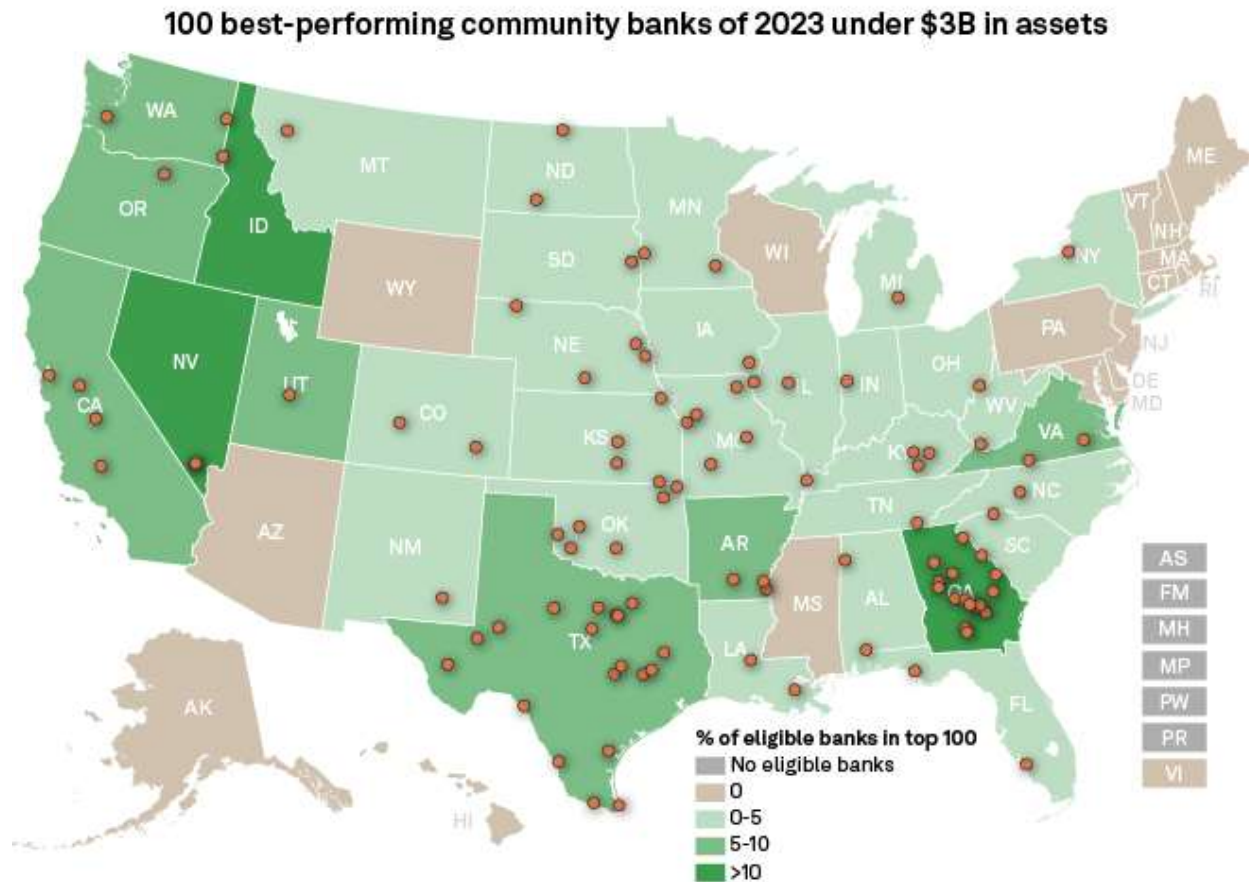 100 best-performing community banks of 2023 under $3B in assets
WA
MT
ND
MN
ME
OR
ID
VT
NH
SD
WI
NY
MA
WY
MI
CT
RI
IA
PA
NE
NJ
NV
OH
UT
IL
IN
DE
CA
CO
WV
MD
KS
MO
VA
KY
NC
TN
AZ
OK
NM
AR
SC
AS
MS
AL
GA
FM
TX
LA
MH
MP
AK
FL
PW
% of eligible banks in top 100
No eligible banks
PR
0
VI
HI
0-5
5-10
>10